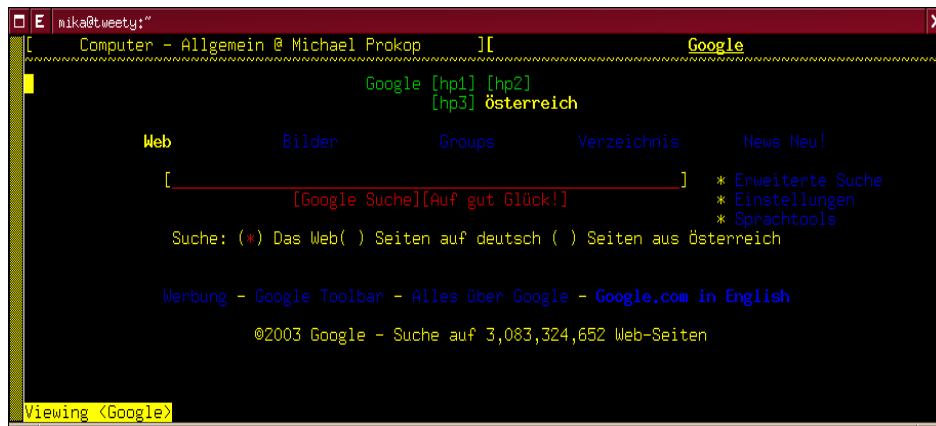 E mika@tweety:~
[ Computer - Allgemein @ Michael Prokop ][ Google
Google [hp1] [hp2]
[hp3] Österreich
Web Bilder Groups Verzeichnis News Neu!
[ ] * Erweiterte Suche
[Google Suche][Auf gut Glück!] * Einstellungen
* Sprachtools
Suche: (*) Das Web( ) Seiten auf deutsch ( ) Seiten aus Österreich
Werbung - Google Toolbar - Alles über Google - Google.com in English
©2003 Google - Suche auf 3,083,324,652 Web-Seiten
Viewing <Google>